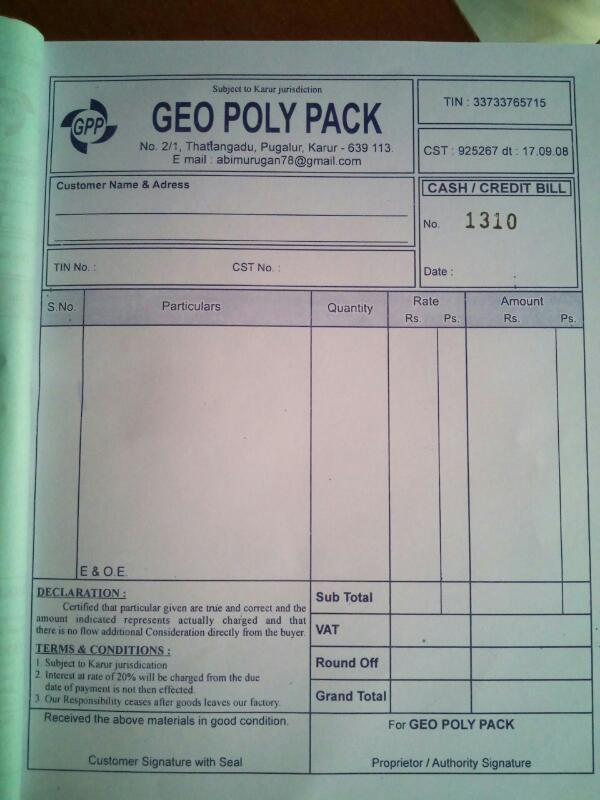 Subject to Karur jurisdiction
GPP
GEO POLY PACK
No. 2/1, Thattangadu, Pugalur, Karur - 639 113.
E mail : abimurugan78@gmail.com
TIN : 33733765715
CST : 925267 dt : 17.09.08
Customer Name & Adress
CASH / CREDIT BILL
No. 1310
Date :
TIN No. : CST No. :
S.No. Particulars Quantity Rate Amount
Rs. Ps. Rs. Ps.
E & O.E.
DECLARATION :
Certified that particular given are true and correct and the
amount indicated represents actually charged and that
there is no flow additional Consideration directly from the buyer.
TERMS & CONDITIONS :
1. Subject to Karur jurisdication
2. Interest at rate of 20% will be charged from the due
date of payment is not then effected.
3. Our Responsibility ceases after goods leaves our factory.
Sub Total
VAT
Round Off
Grand Total
Received the above materials in good condition.
Customer Signature with Seal
For GEO POLY PACK
Proprietor / Authority Signature